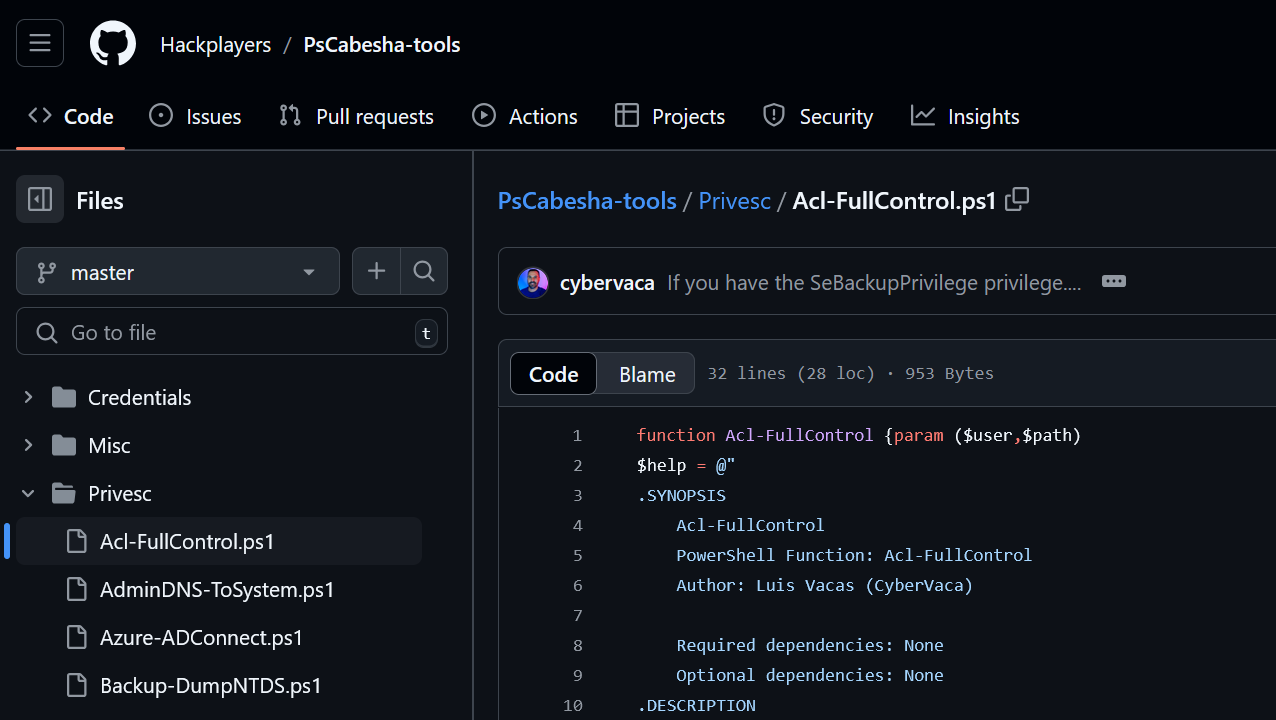 Hackplayers / PsCabesha-tools
Code Issues Pull requests Actions Projects Security Insights
Files
master
Go to file t
Credentials
Misc
Privesc
Acl-FullControl.ps1
AdminDNS-ToSystem.ps1
Azure-ADConnect.ps1
Backup-DumpNTDS.ps1
PsCabesha-tools / Privesc / Acl-FullControl.ps1
cybervaca If you have the SeBackupPrivilege privilege....
Code Blame 32 lines (28 loc) · 953 Bytes
1 function Acl-FullControl {param ($user,$path)
2 $help = @"
3 .SYNOPSIS
4 Acl-FullControl
5 PowerShell Function: Acl-FullControl
6 Author: Luis Vacas (CyberVaca)
7
8 Required dependencies: None
9 Optional dependencies: None
10 .DESCRIPTION